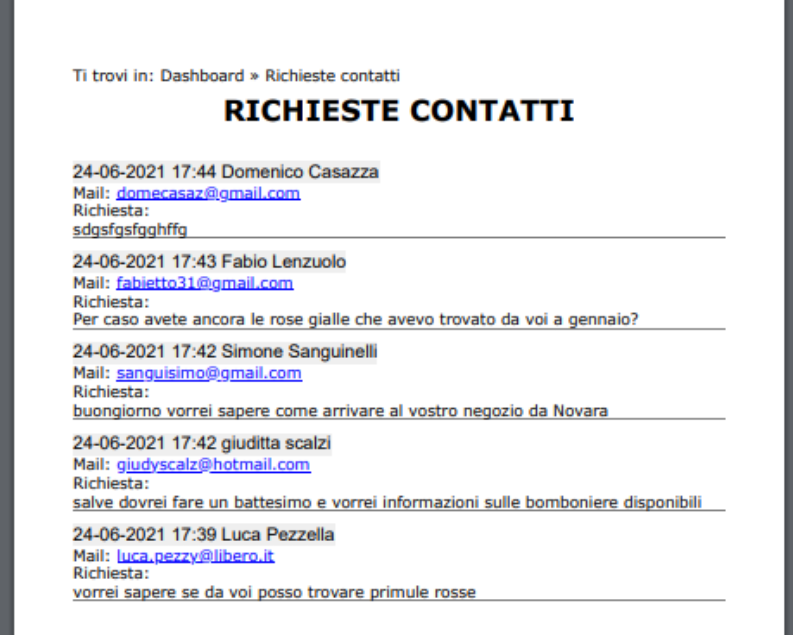 Ti trovi in: Dashboard » Richieste contatti
RICHIESTE CONTATTI
24-06-2021 17:44 Domenico Casazza
Mail: domecasaz@gmail.com
Richiesta:
sdgsfgsfgghffg
24-06-2021 17:43 Fabio Lenzuolo
Mail: fabietto31@gmail.com
Richiesta:
Per caso avete ancora le rose gialle che avevo trovato da voi a gennaio?
24-06-2021 17:42 Simone Sanguinelli
Mail: sanguisimo@gmail.com
Richiesta:
buongiorno vorrei sapere come arrivare al vostro negozio da Novara
24-06-2021 17:42 giuditta scalzi
Mail: giudyscalz@hotmail.com
Richiesta:
salve dovrei fare un battesimo e vorrei informazioni sulle bomboniere disponibili
24-06-2021 17:39 Luca Pezzella
Mail: luca.pezzy@libero.it
Richiesta:
vorrei sapere se da voi posso trovare primule rosse